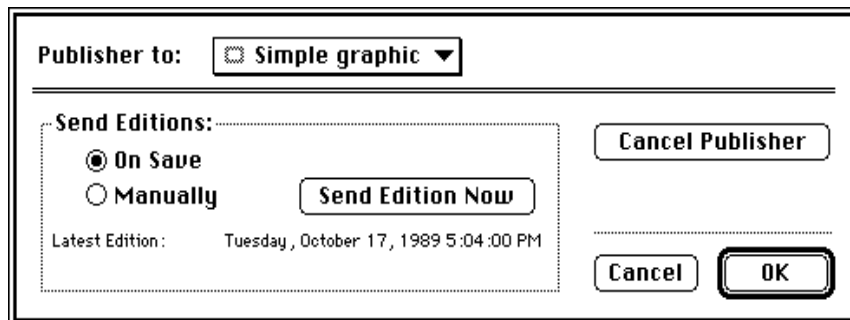 Publisher to: Simple graphic
Send Editions:
On Save
Cancel Publisher
Manually
Send Edition Now
Latest Edition: Tuesday, October 17, 1989 5:04:00 PM
Cancel
OK